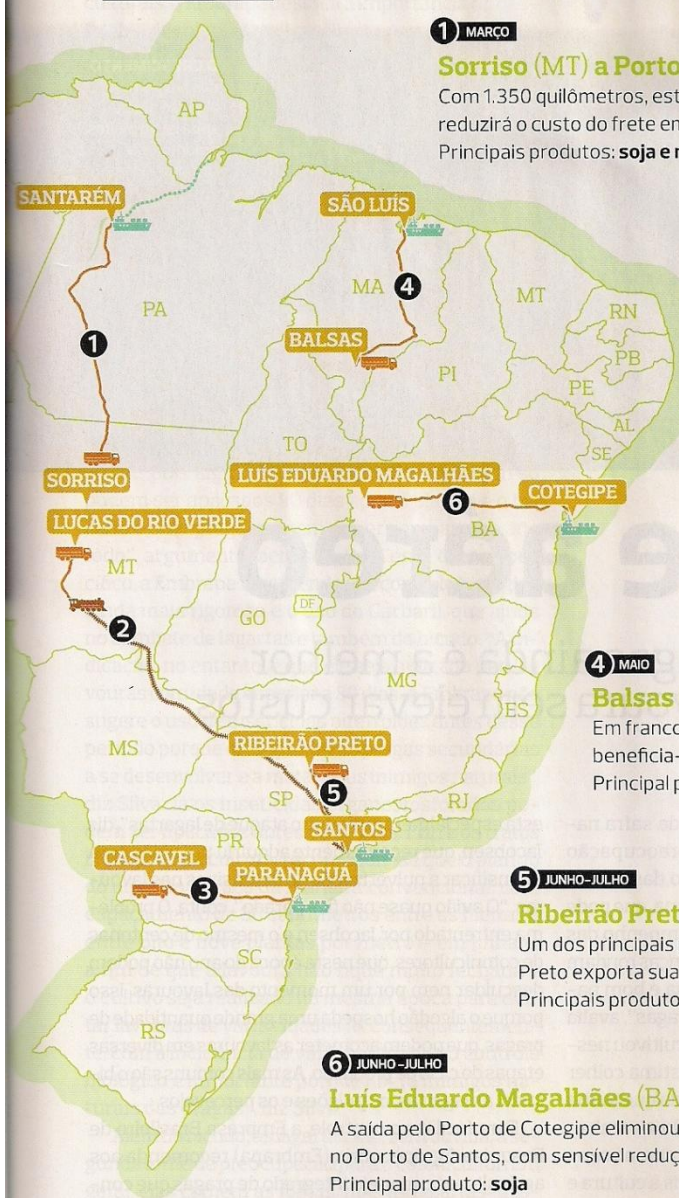 1 MARÇO
Sorriso (MT) a Porto
Com 1.350 quilômetros, est
reduzirá o custo do frete em
Principais produtos: soja e
AP
SANTARÉM
SÃO LUÍS
MA
4
MT
RN
PA
BALSAS
PB
1
PI
PE
AL
TO
SE
SORRISO
LUÍS EDUARDO MAGALHÃES
COTEGIPE
6
BA
LUCAS DO RIO VERDE
MT
GO
DF
2
MG
ES
4 MAIO
Balsas
Em franco
beneficia-
Principal p
MS
RIBEIRÃO PRETO
5
SP
RJ
SANTOS
PR
CASCAVEL
PARANAGUÁ
3
5 JUNHO-JULHO
Ribeirão Pret
Um dos principais
Preto exporta sua
Principais produto
SC
RS
6 JUNHO-JULHO
Luís Eduardo Magalhães (BA
A saída pelo Porto de Cotegipe eliminou
no Porto de Santos, com sensível reduç
Principal produto: soja